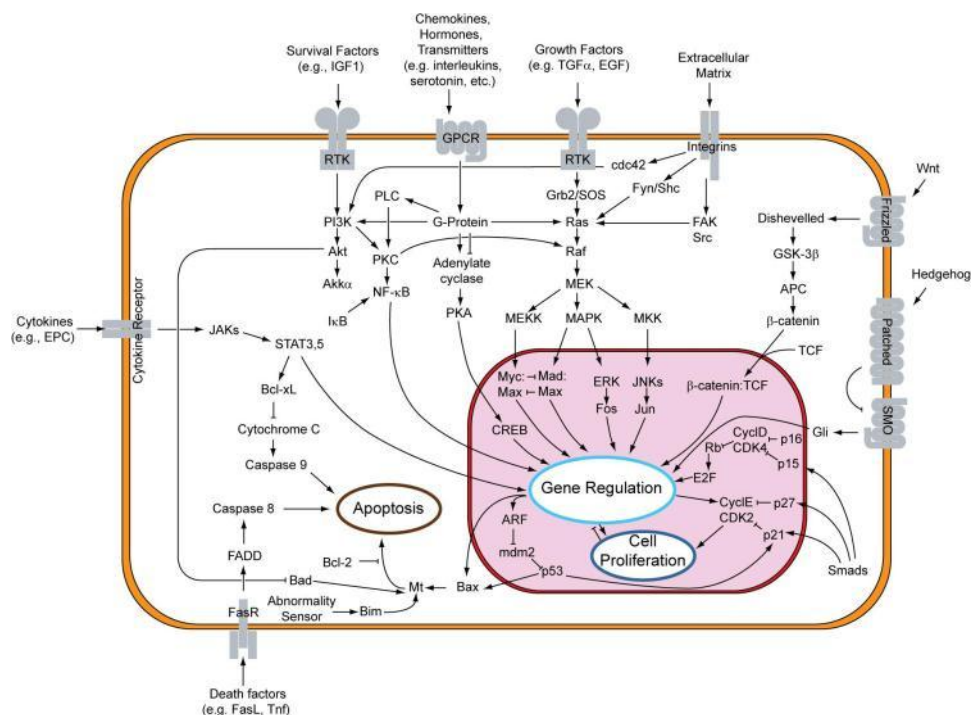 Chemokines,
Hormones,
Transmitters
(e.g. interleukins,
serotonin, etc.)
Survival Factors
(e.g., IGF1)
Growth Factors
(e.g. TGFα, EGF)
Extracellular
Matrix
RTK
GPCR
RTK
Integrins
cdc42
Wnt
Frizzled
PLC
Grb2/SOS
Fyn/Shc
PI3K
G-Protein
Ras
FAK
Src
Dishevelled
Akt
PKC
Adenylate
cyclase
Raf
GSK-3β
Akkα
NF-κB
MEK
APC
Hedgehog
IκB
PKA
MEKK
MAPK
MKK
β-catenin
Patched
Cytokines
(e.g., EPC)
Cytokine Receptor
JAKs
STAT3,5
TCF
Bcl-xL
Myc:
Max
Mad:
Max
ERK
Fos
JNKs
Jun
β-catenin:TCF
SMO
Cytochrome C
CREB
Gli
CyclD
CDK4
p16
p15
Rb
E2F
Caspase 9
Gene Regulation
CyclE
CDK2
p27
p21
Caspase 8
Apoptosis
ARF
mdm2
p53
Cell
Proliferation
FADD
Bcl-2
Smads
Bad
Mt
Bax
Abnormality
Sensor
Bim
FasR
Death factors
(e.g. FasL, Tnf)